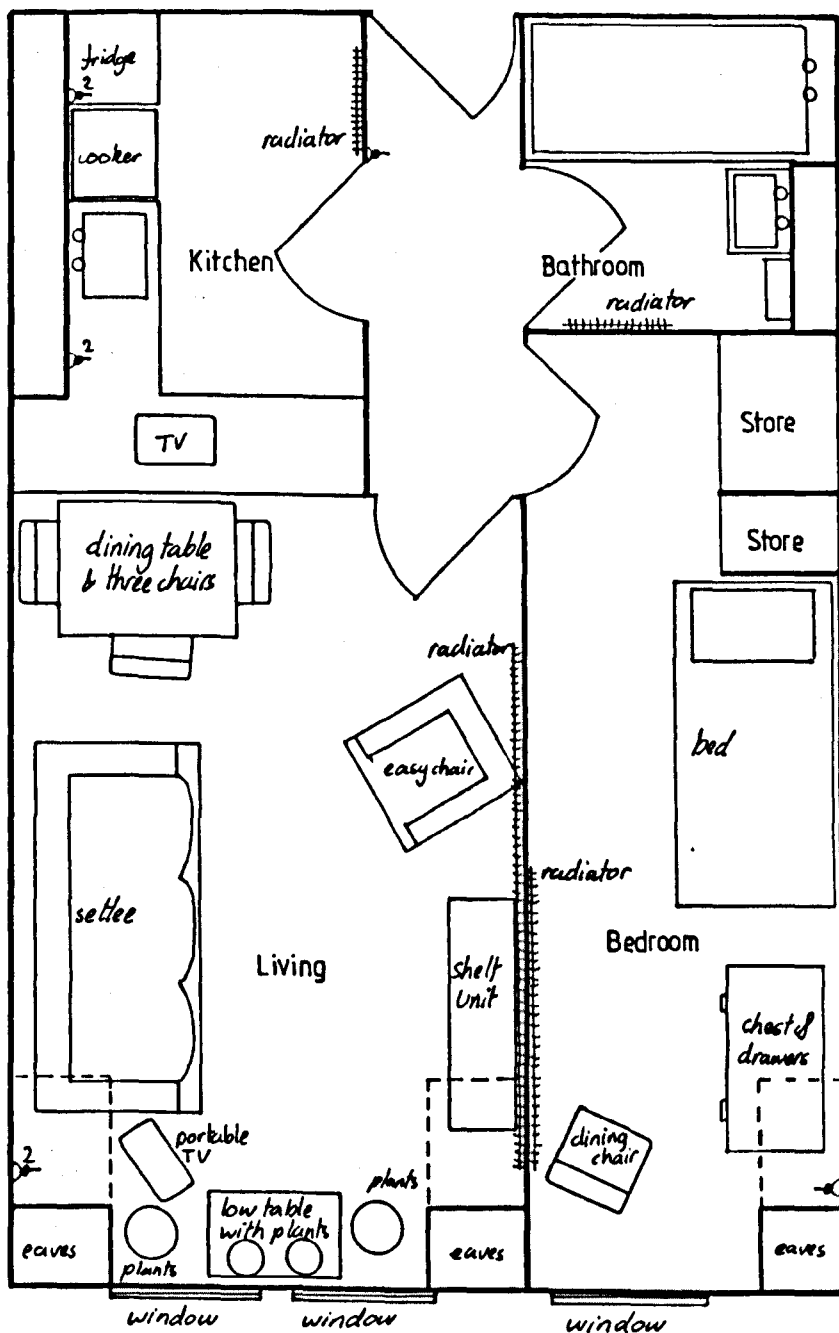 fridge
2
cooker
radiator
Kitchen
2
TV
Bathroom
radiator
Store
Store
dining table
& three chairs
radiator
easy chair
bed
settee
radiator
Living
shelf
unit
Bedroom
chest of
drawers
2
portable
TV
dining
chair
plants
low table
with plants
eaves
plants
eaves
eaves
window
window
window